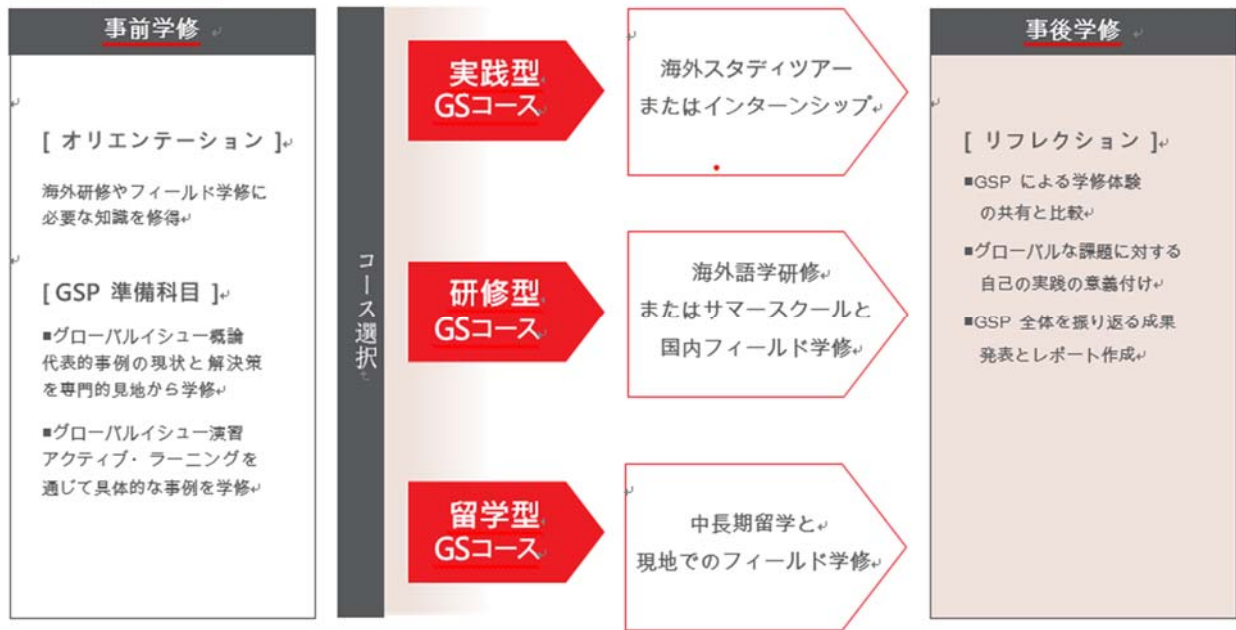 事前学修
[ オリエンテーション ]
海外研修やフィールド学修に
必要な知識を修得
[ GSP 準備科目 ]
■グローバルイシュー概論
代表的事例の現状と解決策
を専門的見地から学修
■グローバルイシュー演習
アクティブ・ラーニングを
通じて具体的な事例を学修
コース選択
実践型
GSコース
海外スタディツアー
またはインターンシップ
研修型
GSコース
海外語学研修
またはサマースクールと
国内フィールド学修
留学型
GSコース
中長期留学と
現地でのフィールド学修
事後学修
[ リフレクション ]
■GSP による学修体験
の共有と比較
■グローバルな課題に対する
自己の実践の意義付け
■GSP 全体を振り返る成果
発表とレポート作成